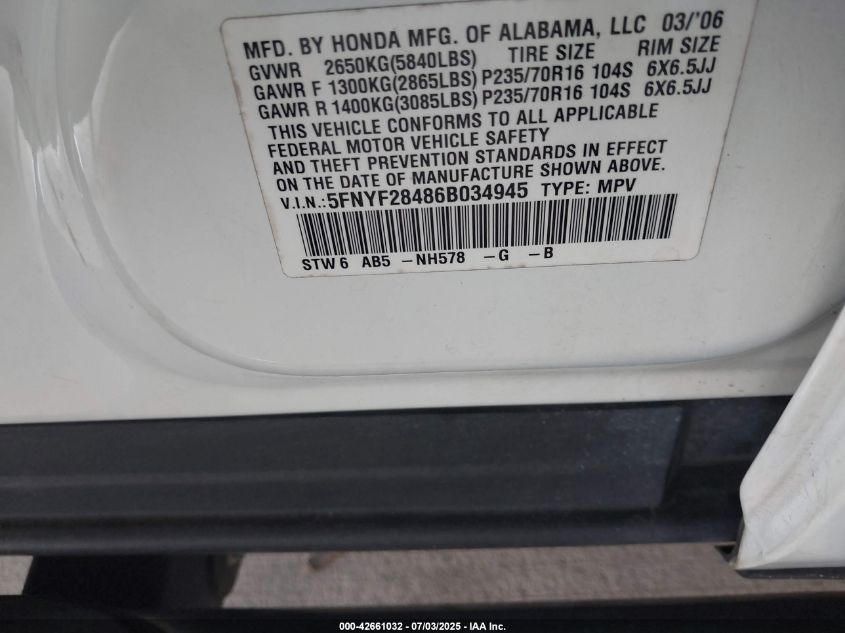 MFD. BY HONDA MFG. OF ALABAMA, LLC 03/'06
GVWR 2650KG(5840LBS) TIRE SIZE RIM SIZE
GAWR F 1300KG(2865LBS) P235/70R16 104S 6X6.5JJ
GAWR R 1400KG(3085LBS) P235/70R16 104S 6X6.5JJ
THIS VEHICLE CONFORMS TO ALL APPLICABLE
FEDERAL MOTOR VEHICLE SAFETY
AND THEFT PREVENTION STANDARDS IN EFFECT
ON THE DATE OF MANUFACTURE SHOWN ABOVE.
V.I.N.: 5FNYF28486B034945 TYPE: MPV
STW6 AB5 -NH578 -G -B
000-42661032 - 07/03/2025 - IAA Inc.